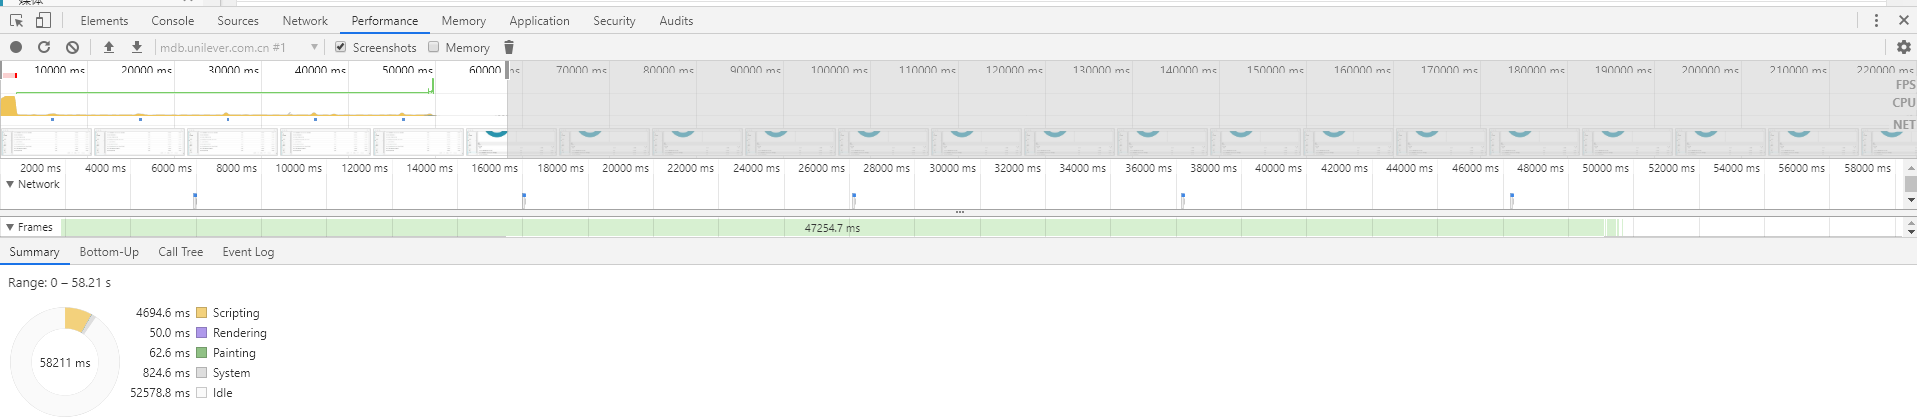 媒体
Elements Console Sources Network Performance Memory Application Security Audits
mdb.unilever.com.cn #1 Screenshots Memory
10000 ms 20000 ms 30000 ms 40000 ms 50000 ms 60000 ms 70000 ms 80000 ms 90000 ms 100000 ms 110000 ms 120000 ms 130000 ms 140000 ms 150000 ms 160000 ms 170000 ms 180000 ms 190000 ms 200000 ms 210000 ms 220000 ms
FPS
CPU
NET
2000 ms 4000 ms 6000 ms 8000 ms 10000 ms 12000 ms 14000 ms 16000 ms 18000 ms 20000 ms 22000 ms 24000 ms 26000 ms 28000 ms 30000 ms 32000 ms 34000 ms 36000 ms 38000 ms 40000 ms 42000 ms 44000 ms 46000 ms 48000 ms 50000 ms 52000 ms 54000 ms 56000 ms 58000 ms
Network
Frames 47254.7 ms
Summary Bottom-Up Call Tree Event Log
Range: 0 – 58.21 s
4694.6 ms Scripting
50.0 ms Rendering
58211 ms
62.6 ms Painting
824.6 ms System
52578.8 ms Idle